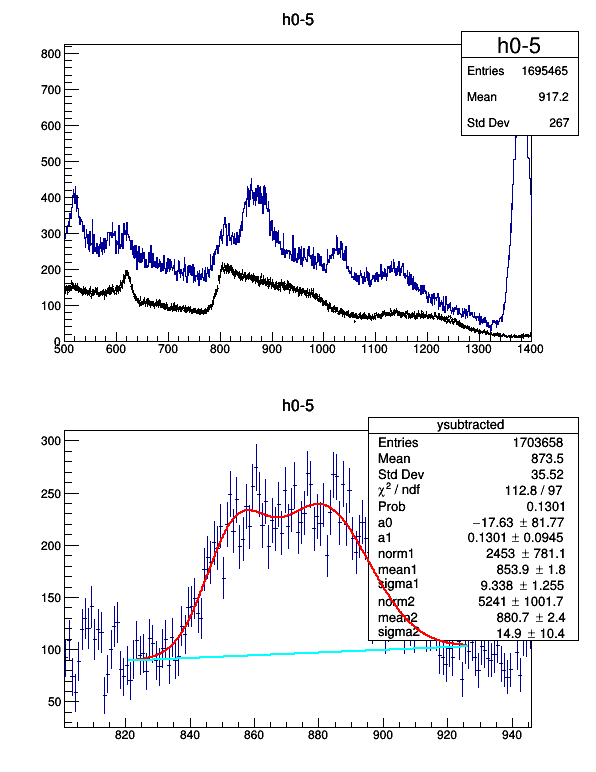 h0-5
h0-5
Entries 1695465
Mean 917.2
Std Dev 267
800
700
600
500
400
300
200
100
0
500 600 700 800 900 1000 1100 1200 1300 1400
h0-5
ysubtracted
Entries 1703658
Mean 873.5
Std Dev 35.52
χ² / ndf 112.8 / 97
Prob 0.1301
a0 −17.63 ± 81.77
a1 0.1301 ± 0.0945
norm1 2453 ± 781.1
mean1 853.9 ± 1.8
sigma1 9.338 ± 1.255
norm2 5241 ± 1001.7
mean2 880.7 ± 2.4
sigma2 14.9 ± 10.4
300
250
200
150
100
50
820 840 860 880 900 920 940